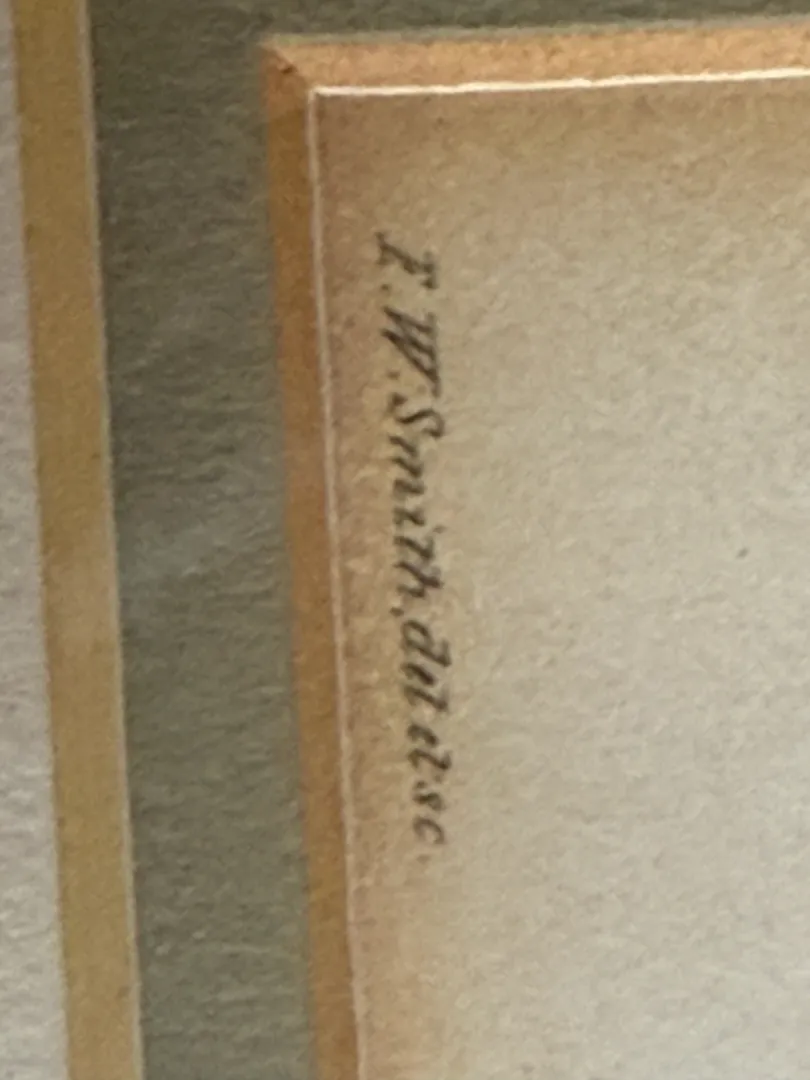 E.W.Smith, del et sc